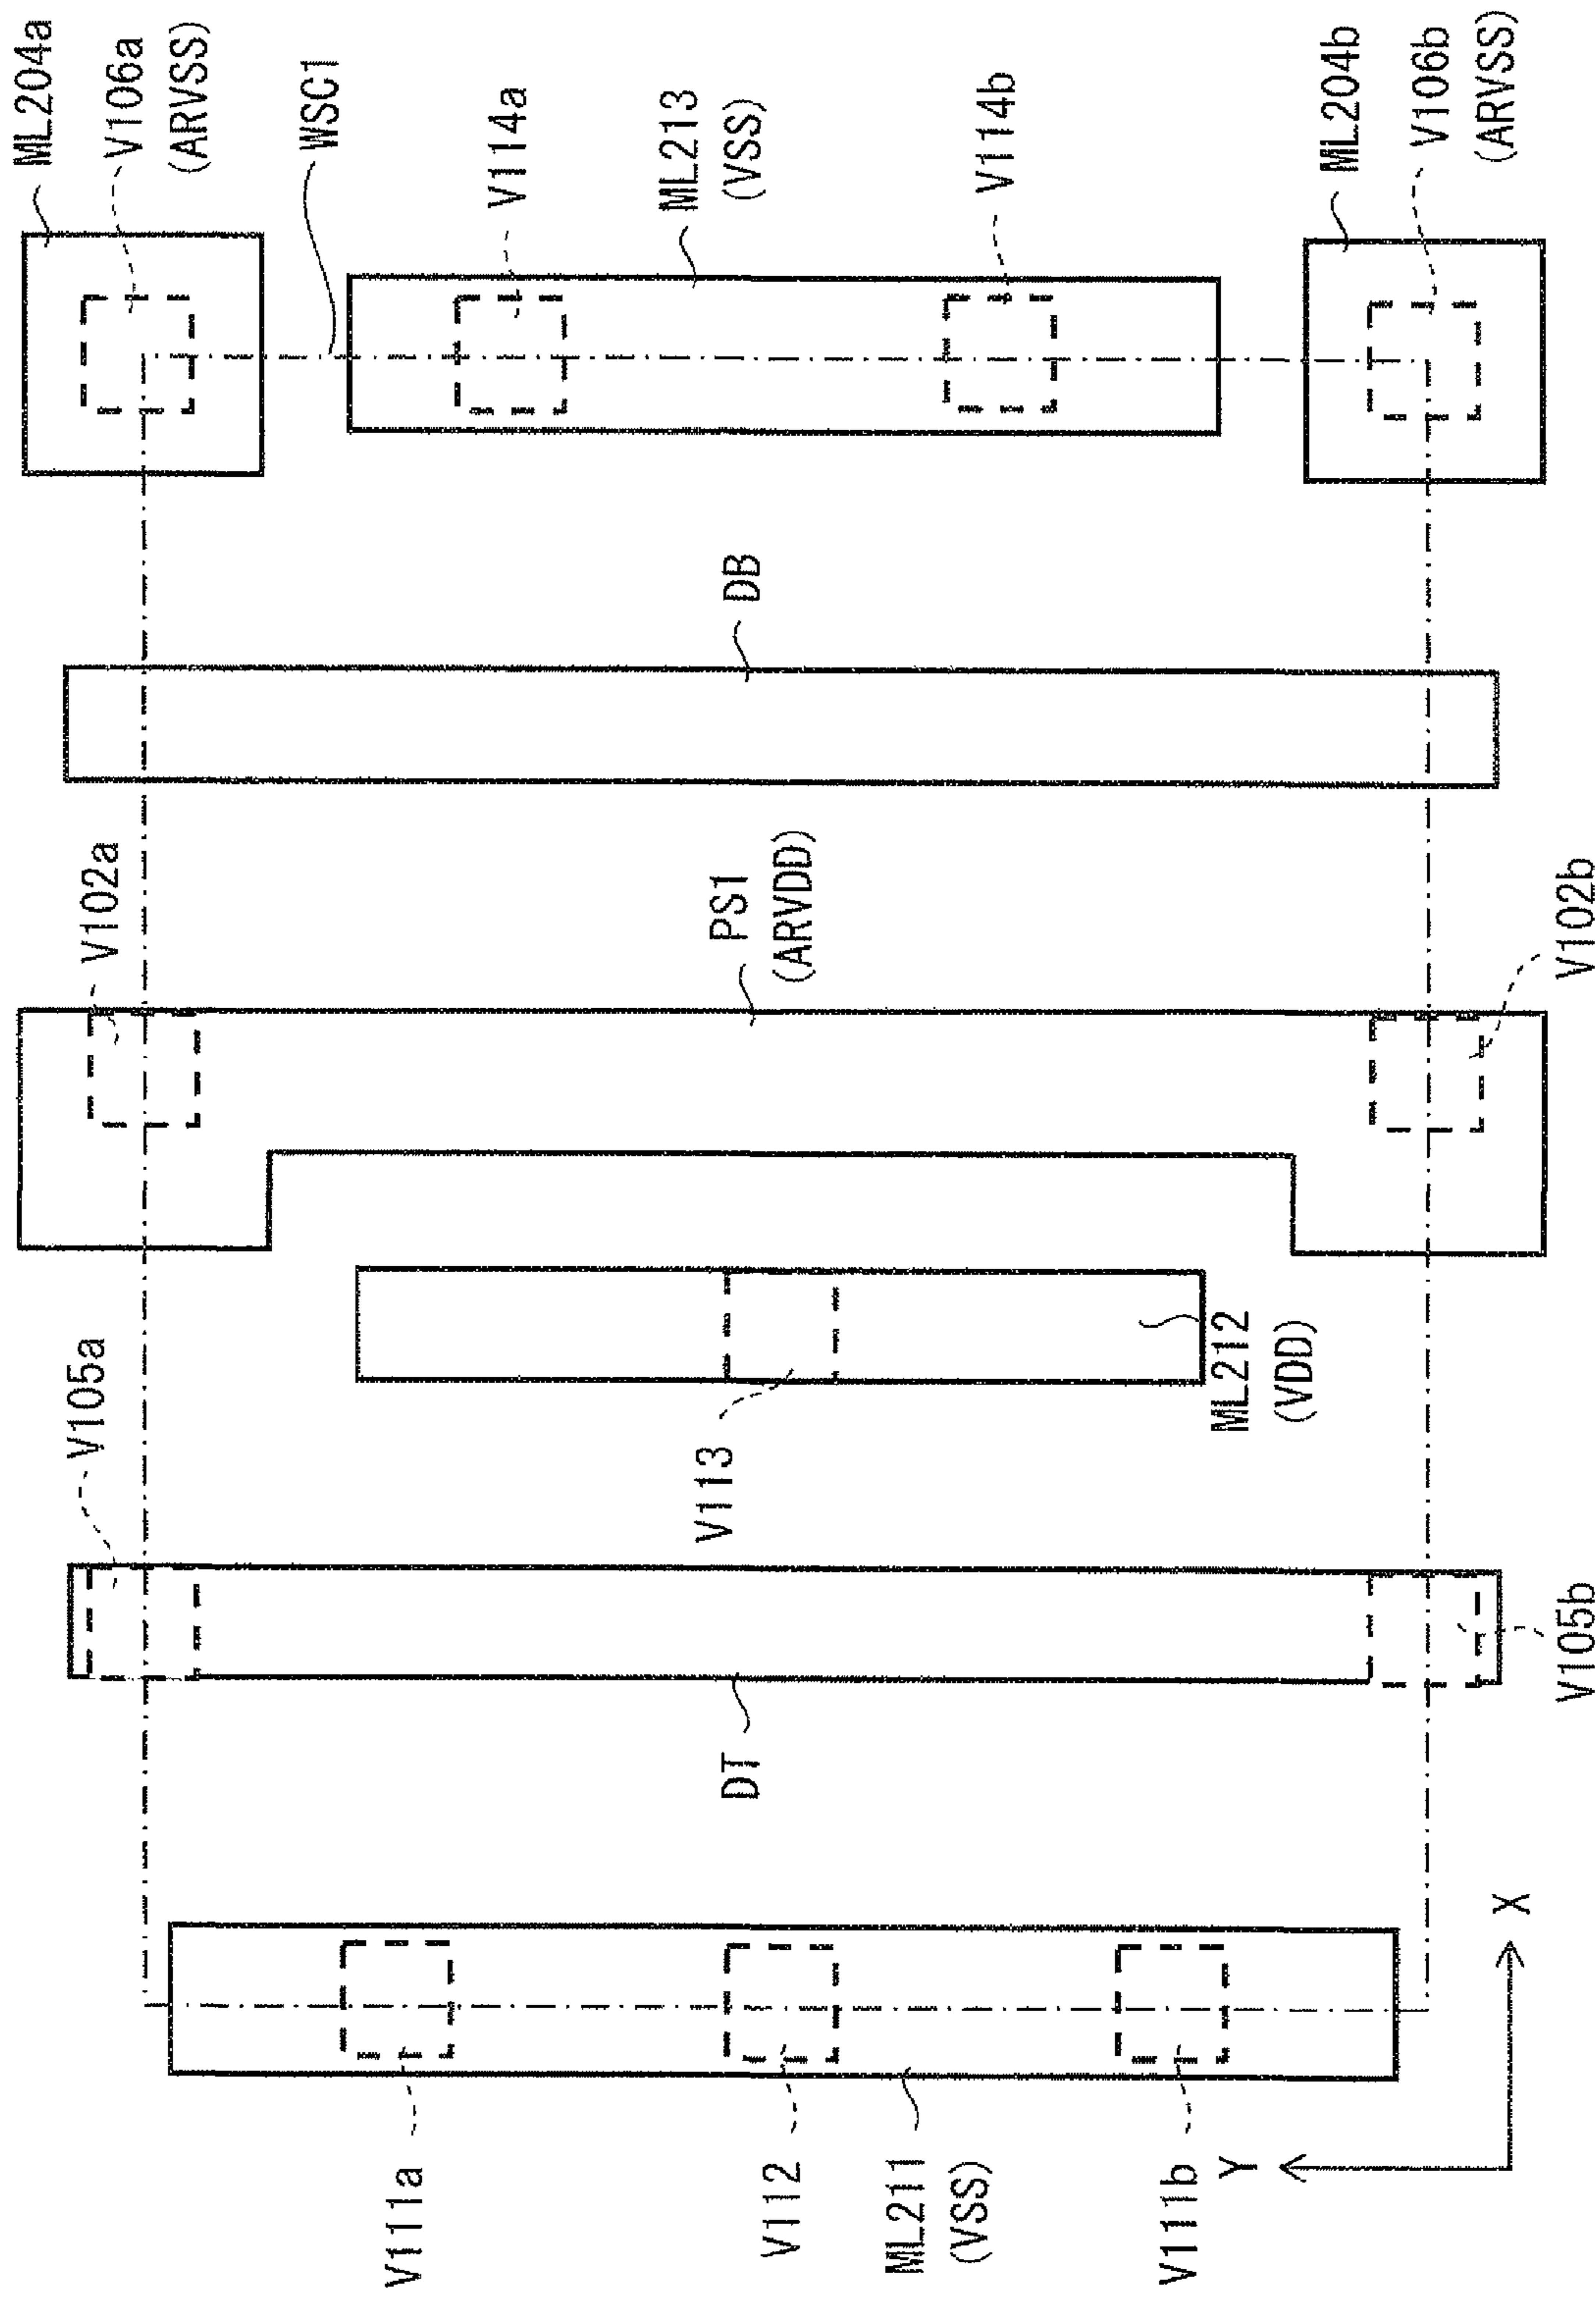 ML204a
V106a
(ARVSS)
WSC1
V114a
ML213
(VSS)
V114b
ML204b
V106b
(ARVSS)
DB
V102a
PS1
(ARVDD)
V102b
V105a
V113
ML212
(VDD)
V105b
DT
V111a
V112
ML211
(VSS)
V111b
Y
X